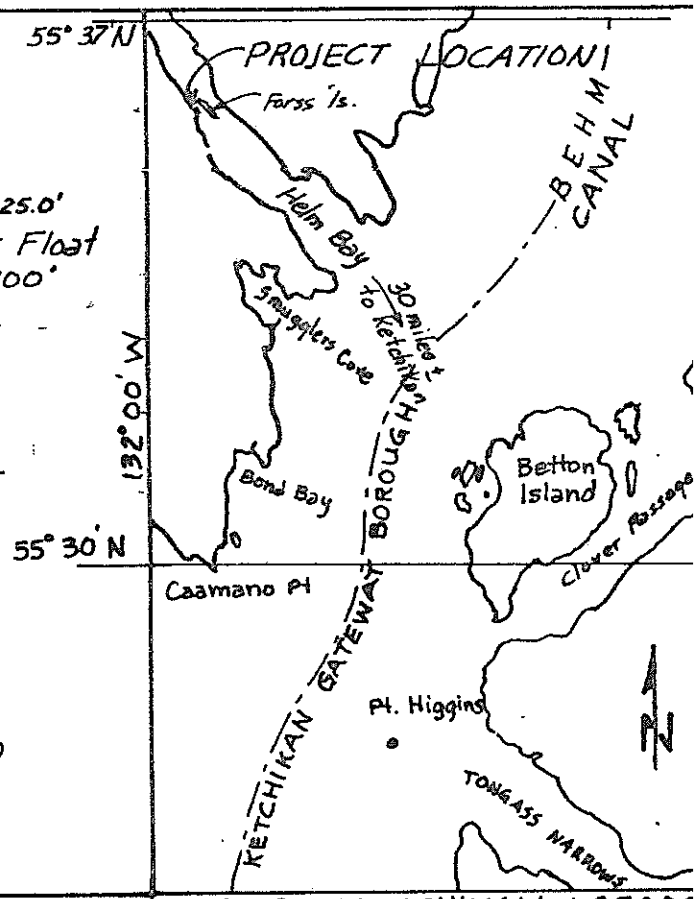 55°37'N
PROJECT LOCATION
Forss Is.
BEHM
CANAL
25.0'
Float
100'
Helm Bay
30 miles ±
to Ketchikan
Smugglers Cove
132°00' W
Betton
Island
Bond Bay
Clover Passage
55°30'N
Caamano Pt
KETCHIKAN GATEWAY BOROUGH
Pt. Higgins
N
TONGASS NARROWS